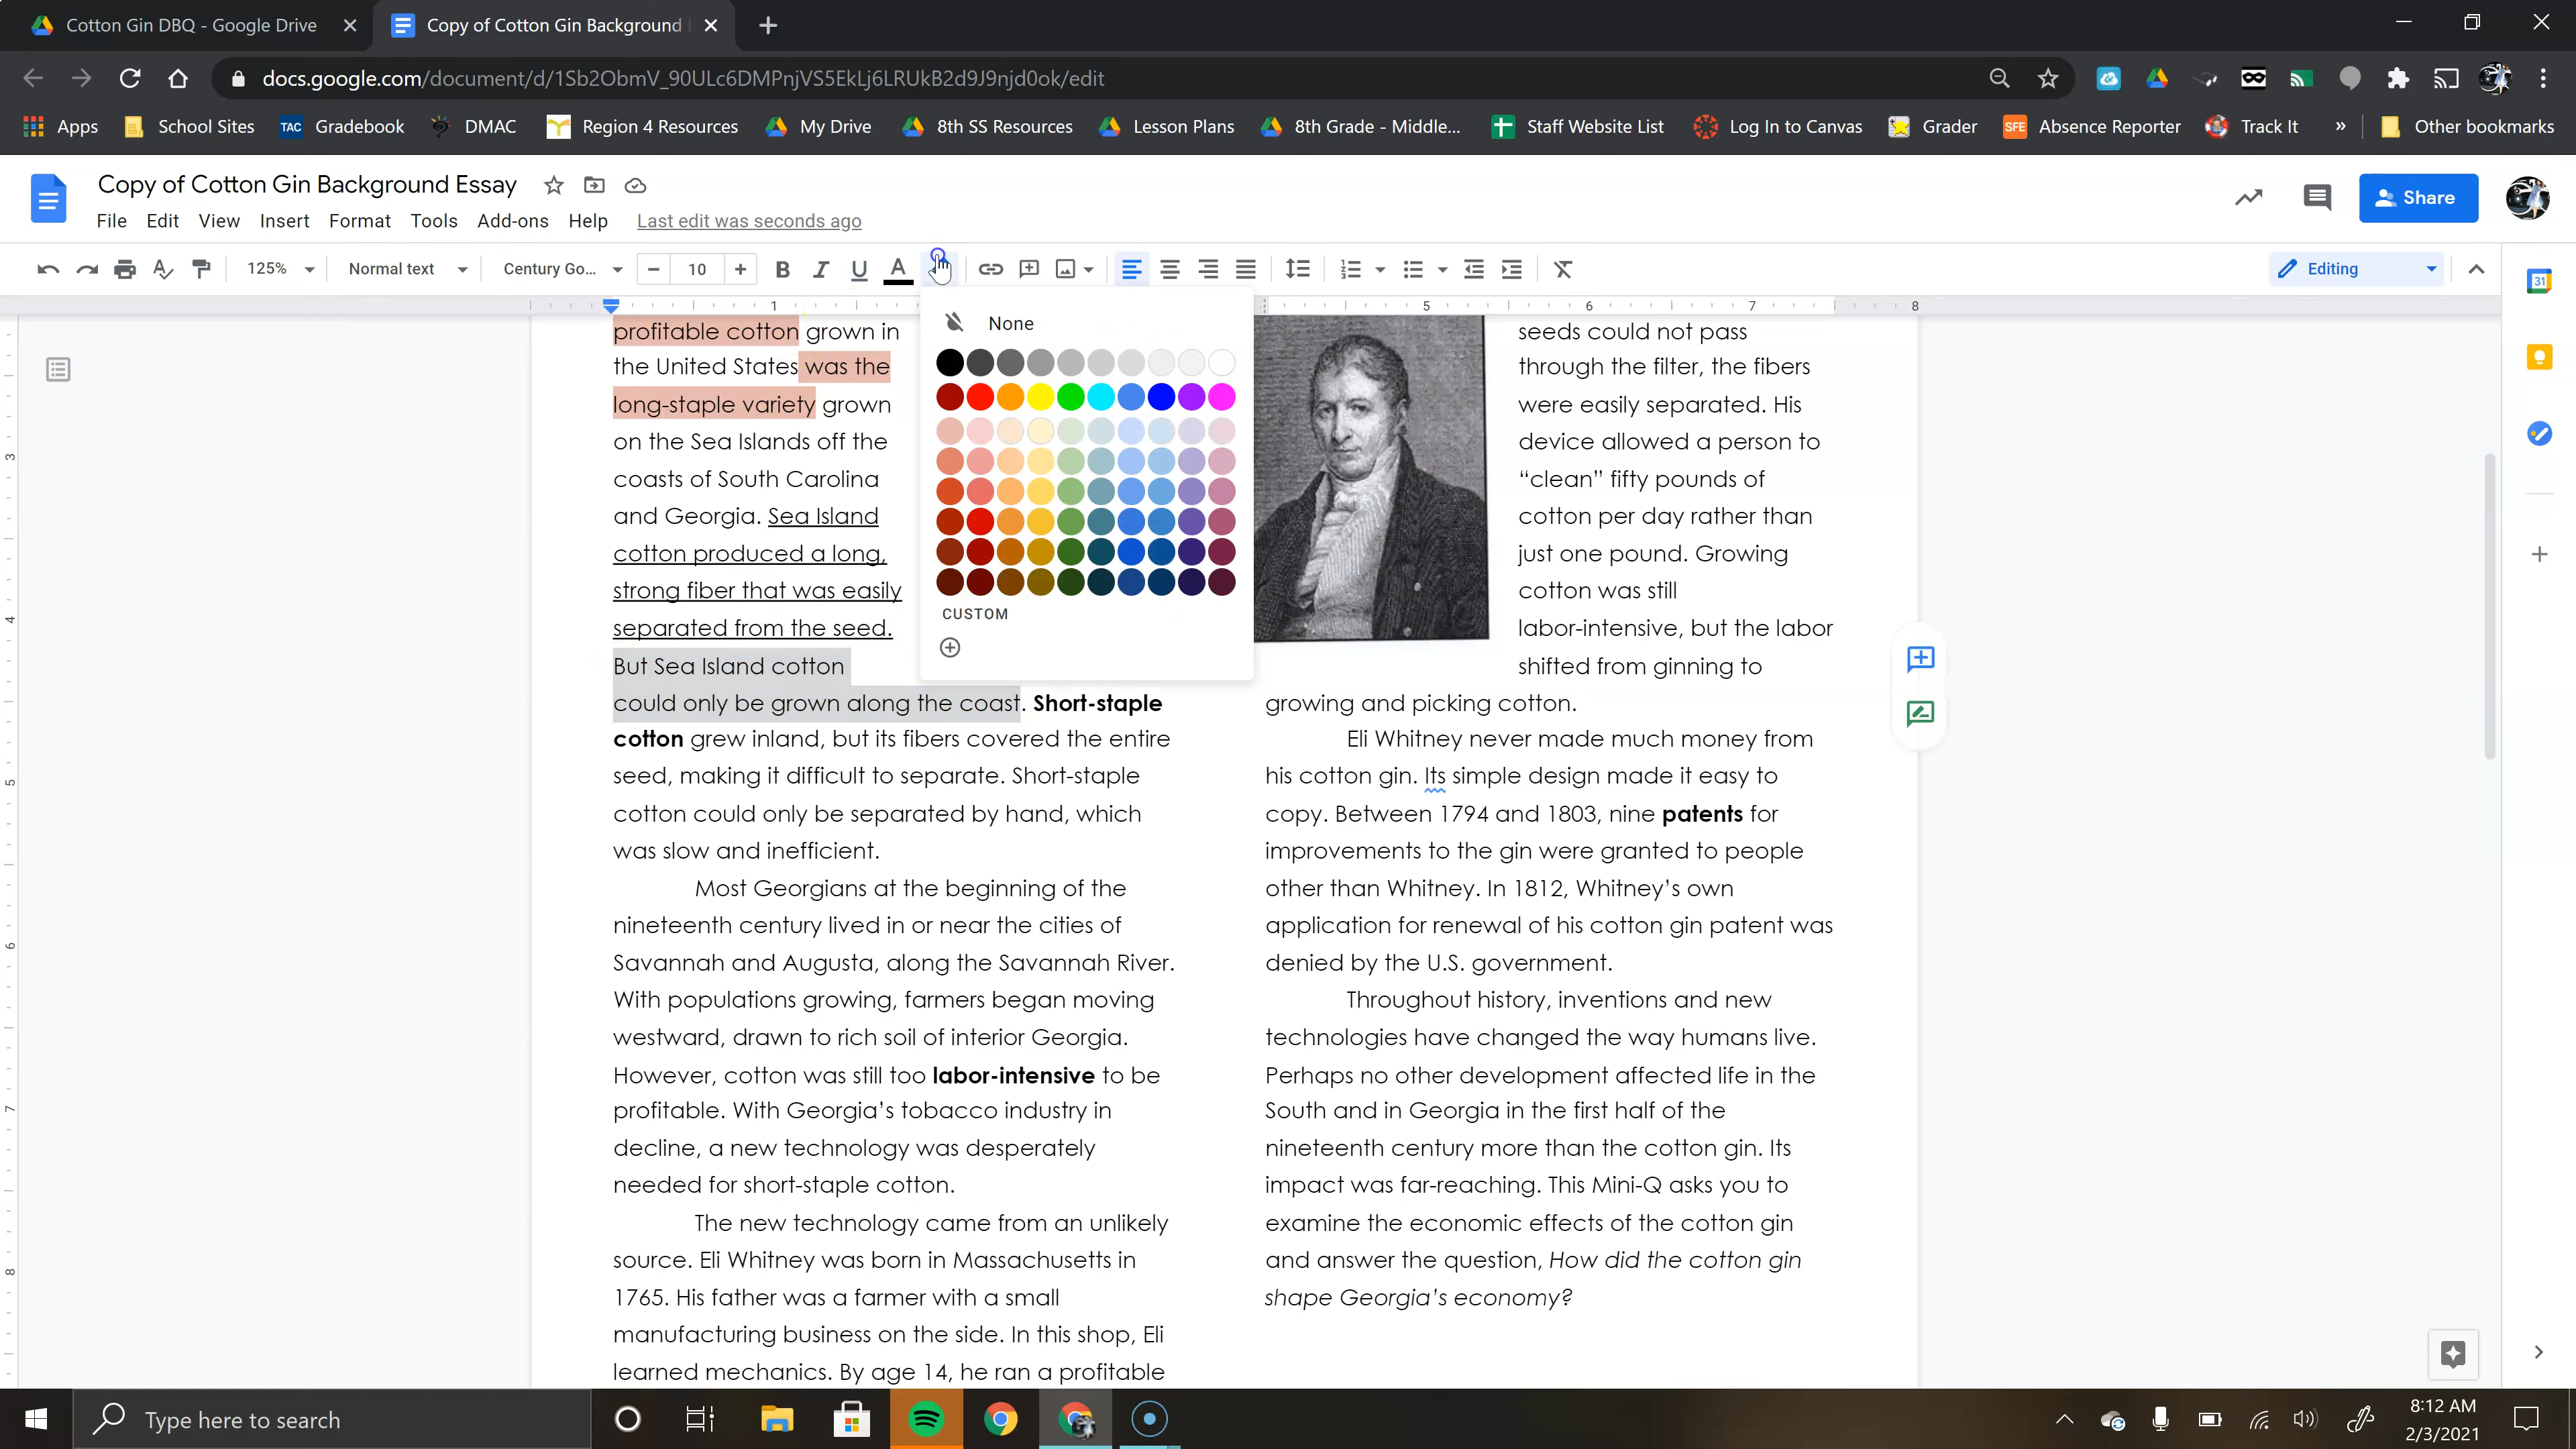 Cotton Gin DBQ - Google Drive
Copy of Cotton Gin Background
docs.google.com/document/d/1Sb2ObmV_90ULc6DMPnjVS5EkLj6LRUkB2d9J9njd0ok/edit
Apps School Sites TAC Gradebook DMAC Region 4 Resources My Drive 8th SS Resources Lesson Plans 8th Grade - Middle... Staff Website List Log In to Canvas Grader SFE Absence Reporter Track It » Other bookmarks
Copy of Cotton Gin Background Essay
Share
File Edit View Insert Format Tools Add-ons Help Last edit was seconds ago
125% Normal text Century Go... 10 B I U A Editing
31
1 5 6 7 8
None
CUSTOM
3
4
5
6
7
8
profitable cotton grown in
the United States was the
long-staple variety grown
on the Sea Islands off the
coasts of South Carolina
and Georgia. Sea Island
cotton produced a long,
strong fiber that was easily
separated from the seed.
But Sea Island cotton
could only be grown along the coast. Short-staple
cotton grew inland, but its fibers covered the entire
seed, making it difficult to separate. Short-staple
cotton could only be separated by hand, which
was slow and inefficient.
Most Georgians at the beginning of the
nineteenth century lived in or near the cities of
Savannah and Augusta, along the Savannah River.
With populations growing, farmers began moving
westward, drawn to rich soil of interior Georgia.
However, cotton was still too labor-intensive to be
profitable. With Georgia's tobacco industry in
decline, a new technology was desperately
needed for short-staple cotton.
The new technology came from an unlikely
source. Eli Whitney was born in Massachusetts in
1765. His father was a farmer with a small
manufacturing business on the side. In this shop, Eli
learned mechanics. By age 14, he ran a profitable
seeds could not pass
through the filter, the fibers
were easily separated. His
device allowed a person to
“clean” fifty pounds of
cotton per day rather than
just one pound. Growing
cotton was still
labor-intensive, but the labor
shifted from ginning to
growing and picking cotton.
Eli Whitney never made much money from
his cotton gin. Its simple design made it easy to
copy. Between 1794 and 1803, nine patents for
improvements to the gin were granted to people
other than Whitney. In 1812, Whitney's own
application for renewal of his cotton gin patent was
denied by the U.S. government.
Throughout history, inventions and new
technologies have changed the way humans live.
Perhaps no other development affected life in the
South and in Georgia in the first half of the
nineteenth century more than the cotton gin. Its
impact was far-reaching. This Mini-Q asks you to
examine the economic effects of the cotton gin
and answer the question, How did the cotton gin
shape Georgia's economy?
Type here to search
8:12 AM
2/3/2021